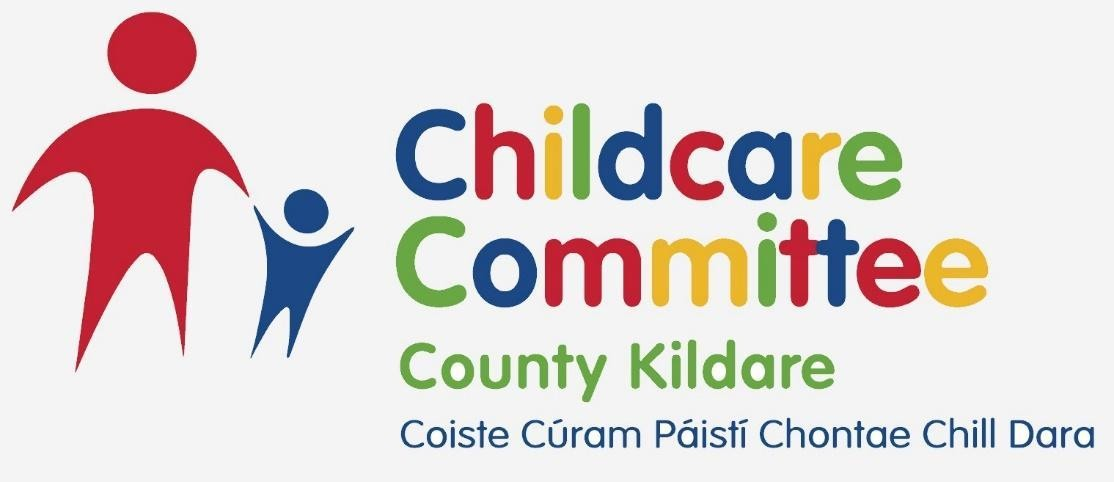 Childcare
Committee
County Kildare
Coiste Cúram Páistí Chontae Chill Dara